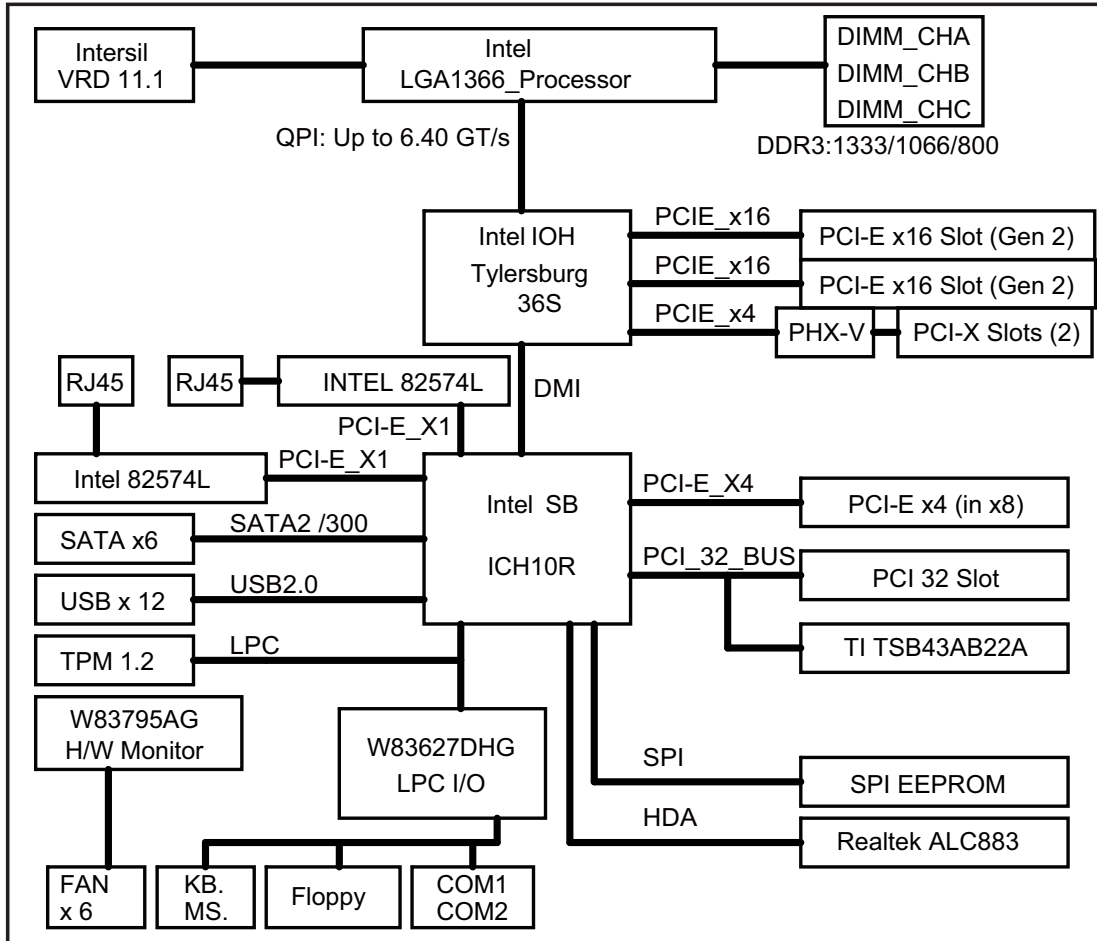 Intersil
VRD 11.1
Intel
LGA1366_Processor
DIMM_CHA
DIMM_CHB
DIMM_CHC
QPI: Up to 6.40 GT/s
DDR3:1333/1066/800
Intel IOH
Tylersburg
36S
PCIE_x16
PCI-E x16 Slot (Gen 2)
PCIE_x16
PCI-E x16 Slot (Gen 2)
PCIE_x4
PHX-V
PCI-X Slots (2)
RJ45
RJ45
INTEL 82574L
DMI
PCI-E_X1
Intel 82574L
PCI-E_X1
Intel SB
ICH10R
PCI-E_X4
PCI-E x4 (in x8)
SATA x6
SATA2 /300
PCI_32_BUS
PCI 32 Slot
USB x 12
USB2.0
TPM 1.2
LPC
TI TSB43AB22A
W83795AG
H/W Monitor
W83627DHG
LPC I/O
SPI
SPI EEPROM
HDA
Realtek ALC883
FAN
x 6
KB.
MS.
Floppy
COM1
COM2